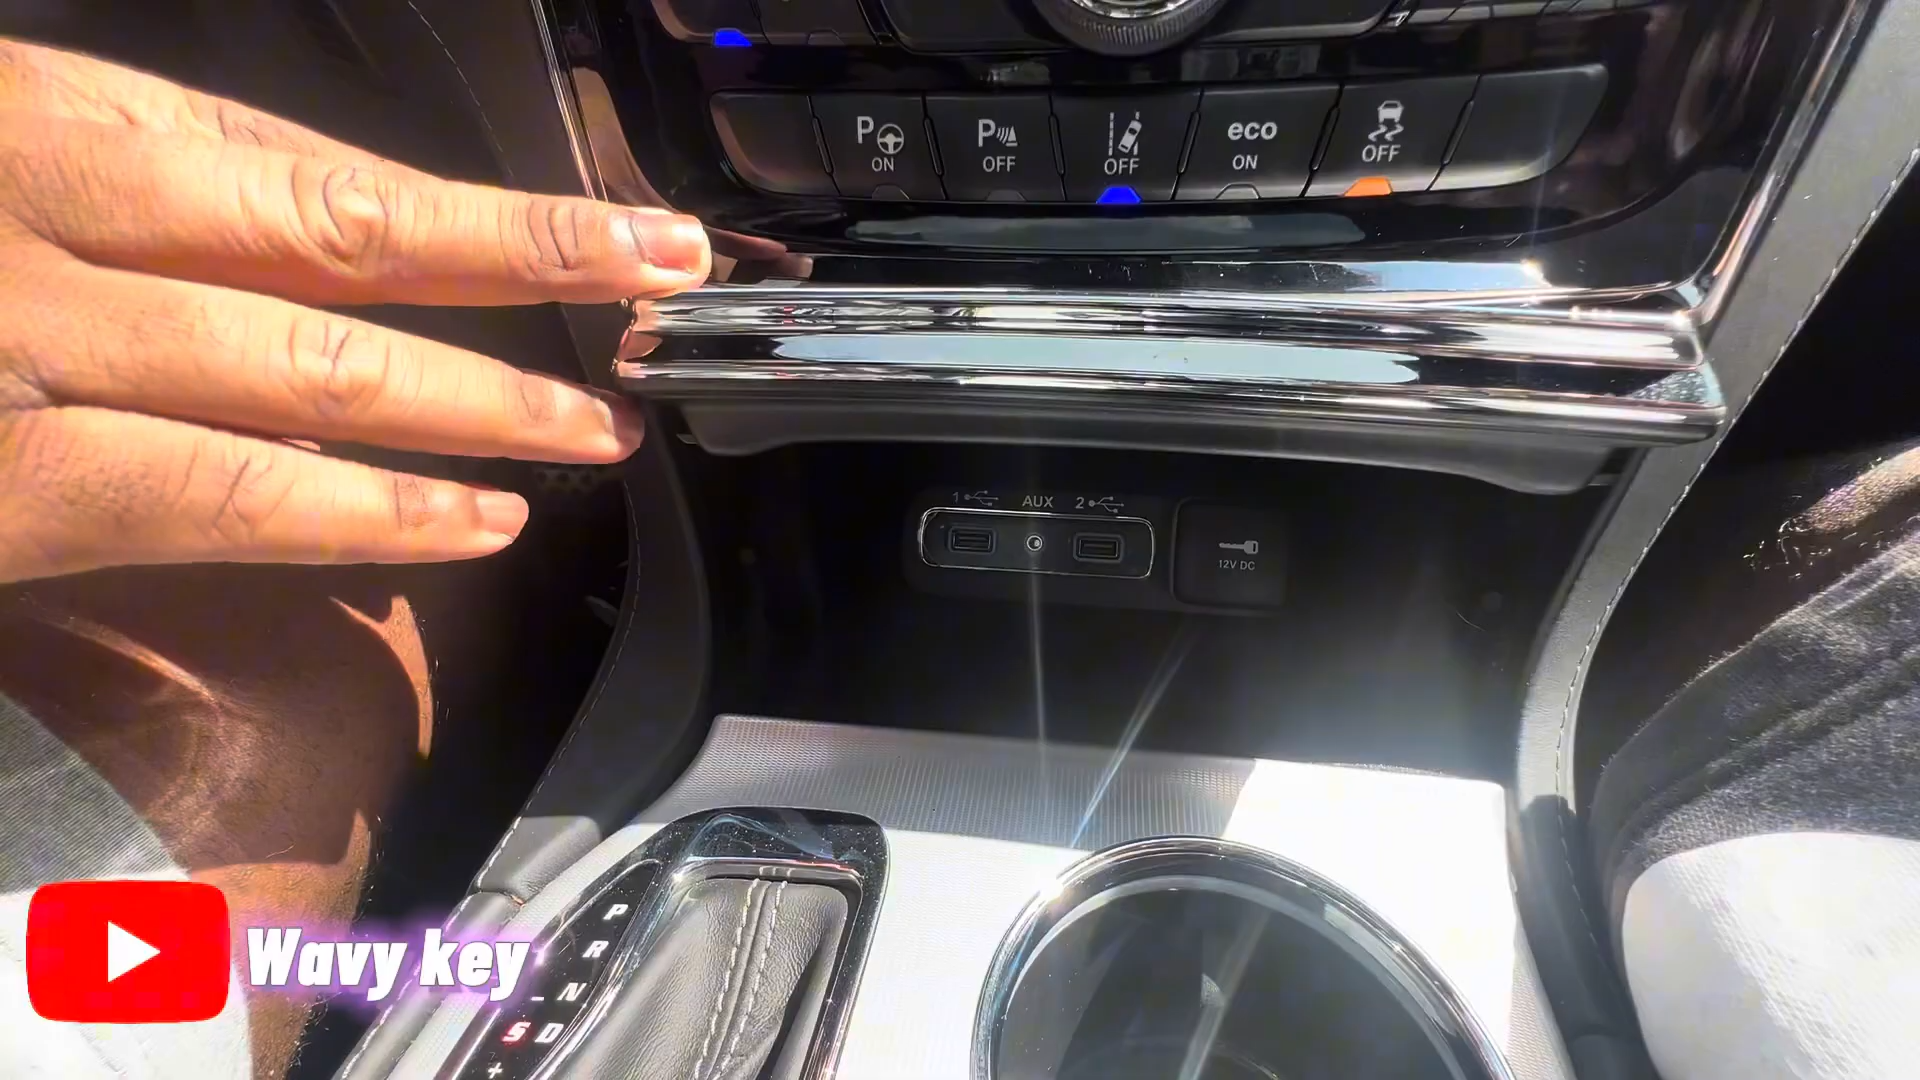 P ON
P OFF
OFF
eco ON
OFF
1 AUX 2
12V DC
P
R
N
S D
+
Wavy key